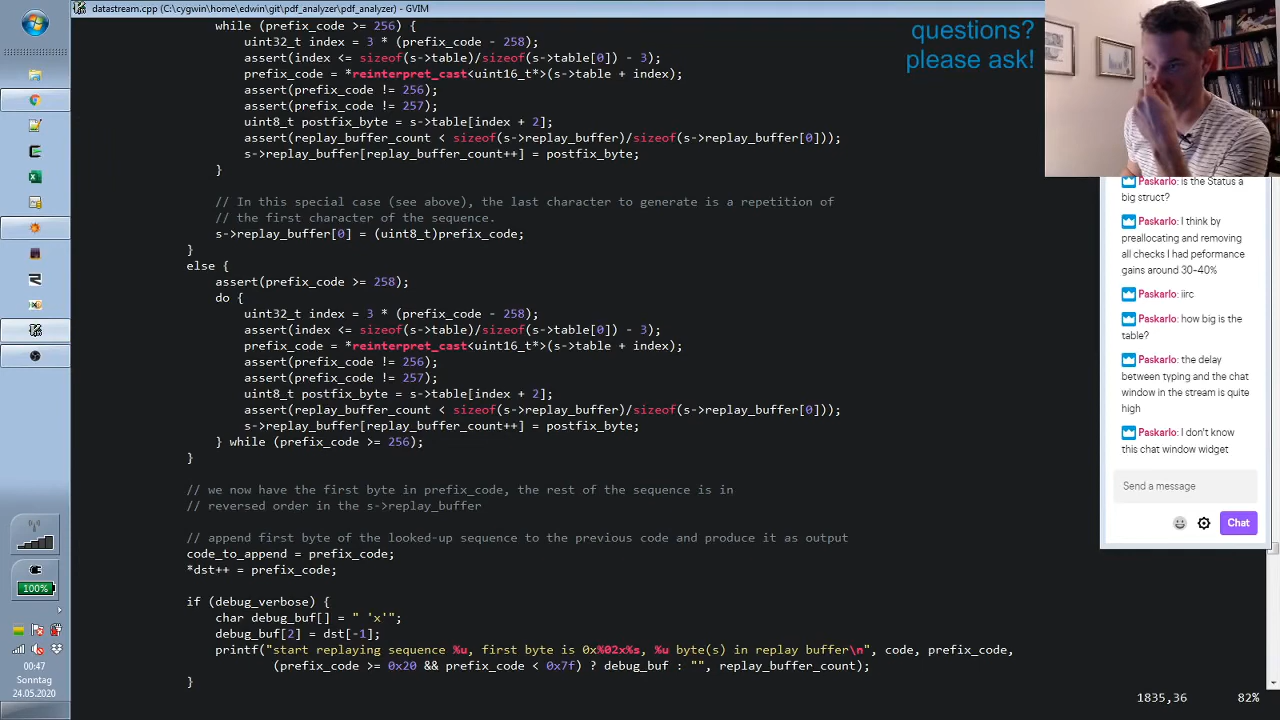 datastream.cpp (C:\cygwin\home\edwin\git\pdf_analyzer\pdf_analyzer) - GVIM
while (prefix_code >= 256) {
uint32_t index = 3 * (prefix_code - 258);
assert(index <= sizeof(s->table)/sizeof(s->table[0]) - 3);
prefix_code = *reinterpret_cast<uint16_t*>(s->table + index);
assert(prefix_code != 256);
assert(prefix_code != 257);
uint8_t postfix_byte = s->table[index + 2];
assert(replay_buffer_count < sizeof(s->replay_buffer)/sizeof(s->replay_buffer[0]));
s->replay_buffer[replay_buffer_count++] = postfix_byte;
}
// In this special case (see above), the last character to generate is a repetition of
// the first character of the sequence.
s->replay_buffer[0] = (uint8_t)prefix_code;
}
else {
assert(prefix_code >= 258);
do {
uint32_t index = 3 * (prefix_code - 258);
assert(index <= sizeof(s->table)/sizeof(s->table[0]) - 3);
prefix_code = *reinterpret_cast<uint16_t*>(s->table + index);
assert(prefix_code != 256);
assert(prefix_code != 257);
uint8_t postfix_byte = s->table[index + 2];
assert(replay_buffer_count < sizeof(s->replay_buffer)/sizeof(s->replay_buffer[0]));
s->replay_buffer[replay_buffer_count++] = postfix_byte;
} while (prefix_code >= 256);
}
// we now have the first byte in prefix_code, the rest of the sequence is in
// reversed order in the s->replay_buffer
// append first byte of the looked-up sequence to the previous code and produce it as output
code_to_append = prefix_code;
*dst++ = prefix_code;
if (debug_verbose) {
char debug_buf[] = " 'x'";
debug_buf[2] = dst[-1];
printf("start replaying sequence %u, first byte is 0x%02x%s, %u byte(s) in replay buffer\n", code, prefix_code,
(prefix_code >= 0x20 && prefix_code < 0x7f) ? debug_buf : "", replay_buffer_count);
}
1835,36 82%
questions?
please ask!
Paskarlo: is the Status a
big struct?
Paskarlo: I think by
preallocating and removing
all checks I had peformance
gains around 30-40%
Paskarlo: iirc
Paskarlo: how big is the
table?
Paskarlo: the delay
between typing and the chat
window in the stream is quite
high
Paskarlo: I don't know
this chat window widget
Send a message
Chat
100%
00:47
Sonntag
24.05.2020